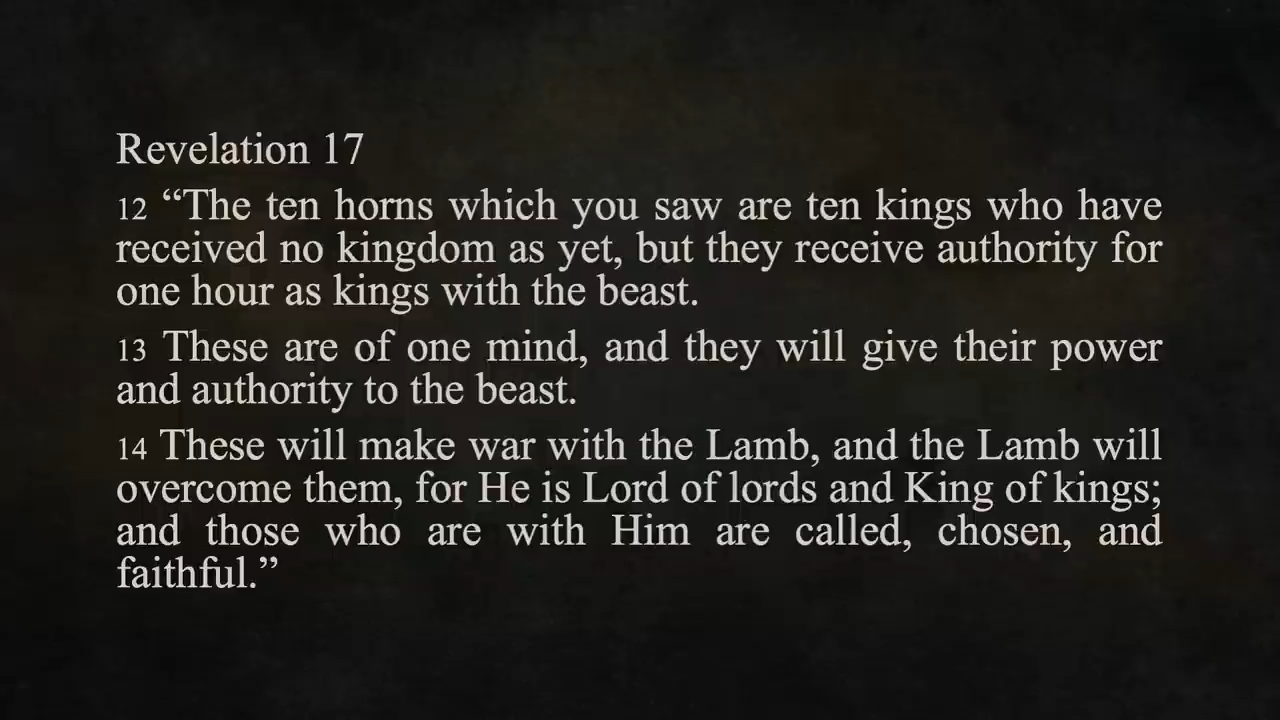 Revelation 17
12 “The ten horns which you saw are ten kings who have
received no kingdom as yet, but they receive authority for
one hour as kings with the beast.
13 These are of one mind, and they will give their power
and authority to the beast.
14 These will make war with the Lamb, and the Lamb will
overcome them, for He is Lord of lords and King of kings;
and those who are with Him are called, chosen, and
faithful.”